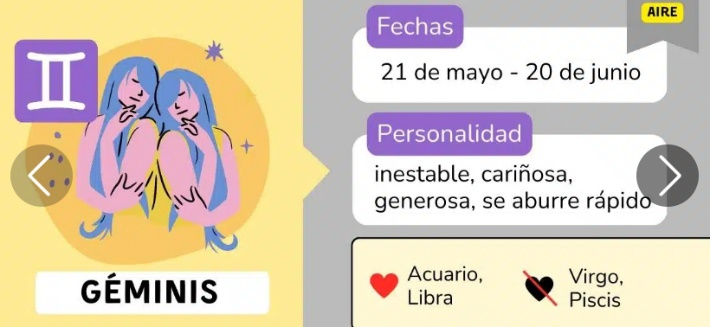 AIRE
Fechas
21 de mayo - 20 de junio
Personalidad
inestable, cariñosa,
generosa, se aburre rápido
GÉMINIS
Acuario,
Libra
Virgo,
Piscis